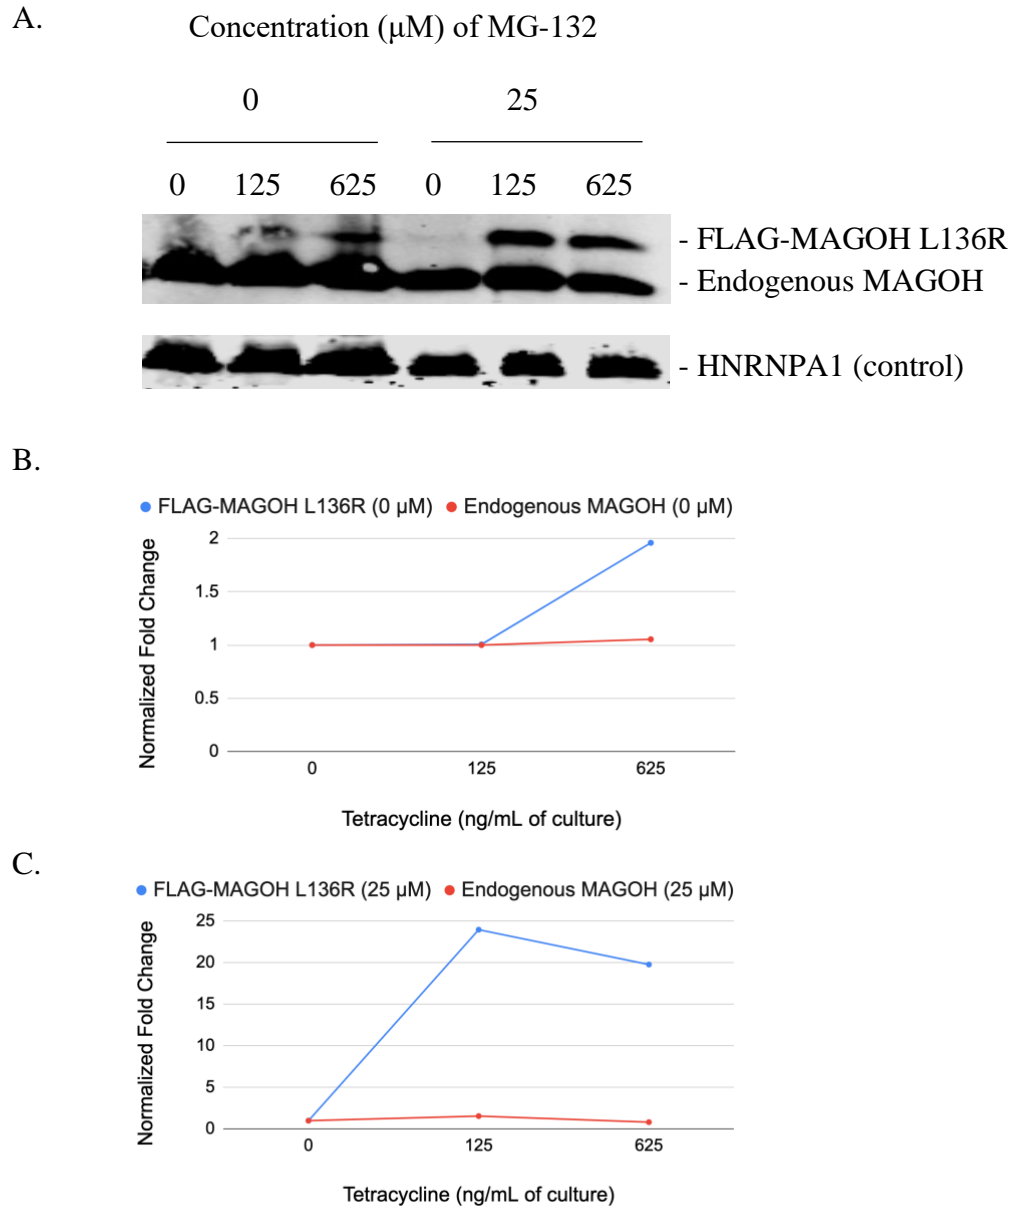 A.
Concentration (μM) of MG-132
0 25
0 125 625 0 125 625
- FLAG-MAGOH L136R
- Endogenous MAGOH
- HNRNPA1 (control)
B.
FLAG-MAGOH L136R (0 μM) Endogenous MAGOH (0 μM)
Normalized Fold Change
2
1.5
1
0.5
0
0 125 625
Tetracycline (ng/mL of culture)
C.
FLAG-MAGOH L136R (25 μM) Endogenous MAGOH (25 μM)
Normalized Fold Change
25
20
15
10
5
0
0 125 625
Tetracycline (ng/mL of culture)